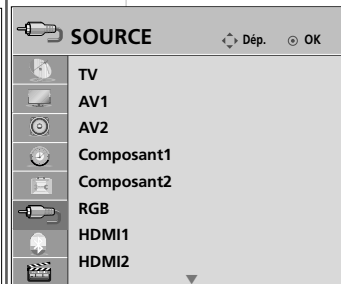 SOURCE Dép. OK
TV
AV1
AV2
Composant1
Composant2
RGB
HDMI1
HDMI2